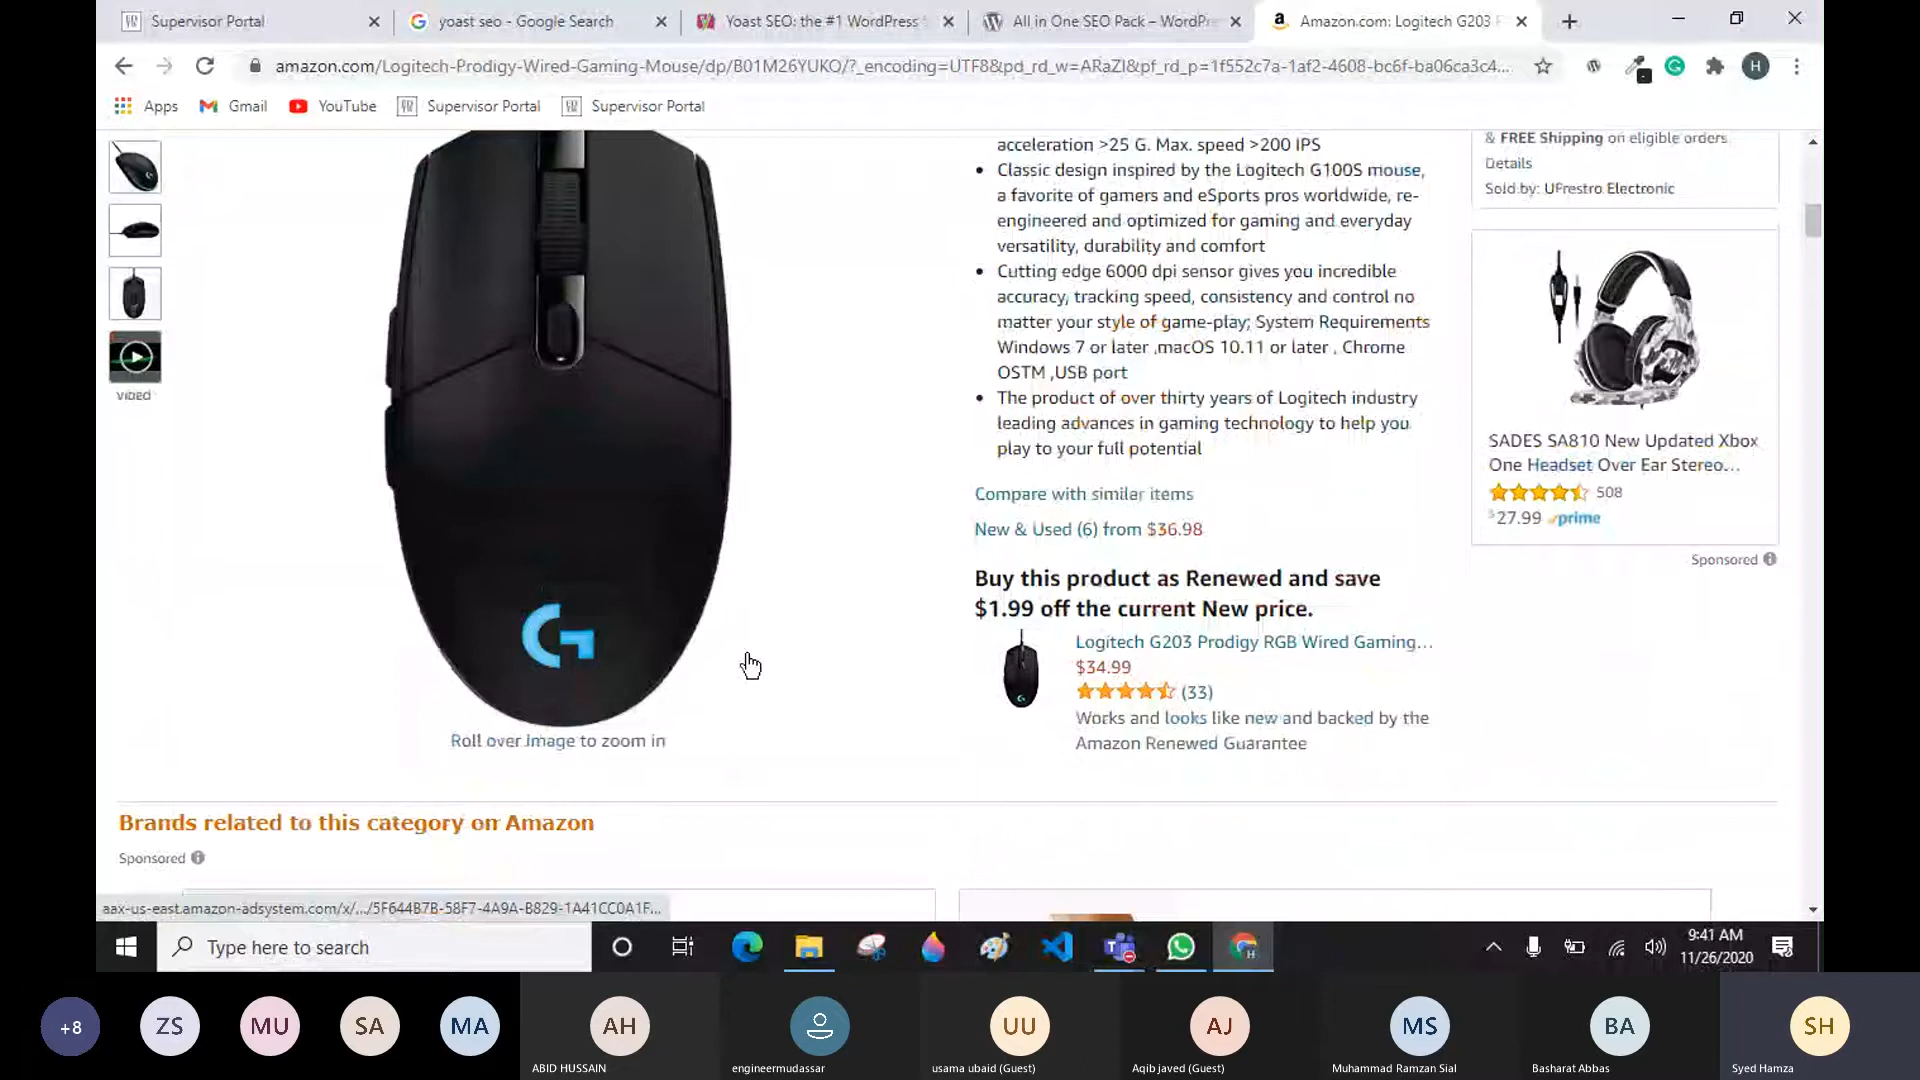 Supervisor Portal
yoast seo - Google Search
Yoast SEO: the #1 WordPress
All in One SEO Pack – WordPre
Amazon.com: Logitech G203
amazon.com/Logitech-Prodigy-Wired-Gaming-Mouse/dp/B01M26YUKO/?_encoding=UTF8&pd_rd_w=ARaZI&pf_rd_p=1f552c7a-1af2-4608-bc6f-ba06ca3c4...
H
Apps
Gmail
YouTube
Supervisor Portal
Supervisor Portal
video
Roll over image to zoom in
acceleration >25 G. Max. speed >200 IPS
Classic design inspired by the Logitech G100S mouse,
a favorite of gamers and eSports pros worldwide, re-
engineered and optimized for gaming and everyday
versatility, durability and comfort
Cutting edge 6000 dpi sensor gives you incredible
accuracy, tracking speed, consistency and control no
matter your style of game-play; System Requirements
Windows 7 or later ,macOS 10.11 or later , Chrome
OSTM ,USB port
The product of over thirty years of Logitech industry
leading advances in gaming technology to help you
play to your full potential
Compare with similar items
New & Used (6) from $36.98
Buy this product as Renewed and save
$1.99 off the current New price.
Logitech G203 Prodigy RGB Wired Gaming...
$34.99
(33)
Works and looks like new and backed by the
Amazon Renewed Guarantee
& FREE Shipping on eligible orders
Details
Sold by: UFrestro Electronic
SADES SA810 New Updated Xbox
One Headset Over Ear Stereo...
508
$27.99 prime
Sponsored
Brands related to this category on Amazon
Sponsored
aax-us-east.amazon-adsystem.com/x/.../5F644B7B-58F7-4A9A-B829-1A41CC0A1F...
Type here to search
9:41 AM
11/26/2020
+8
ZS
MU
SA
MA
AH
ABID HUSSAIN
engineermudassar
UU
usama ubaid (Guest)
AJ
Aqib javed (Guest)
MS
Muhammad Ramzan Sial
BA
Basharat Abbas
SH
Syed Hamza